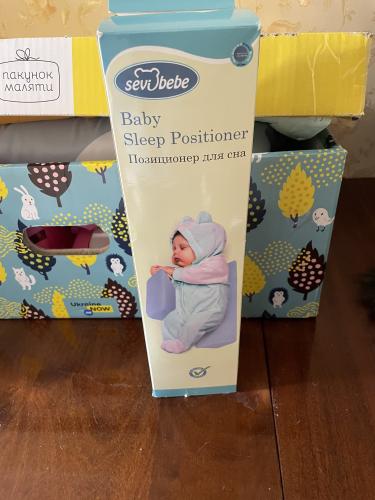 пакунок
маляти
sevi bebe
Baby
Sleep Positioner
Позиционер для сна
Ukraine
NOW